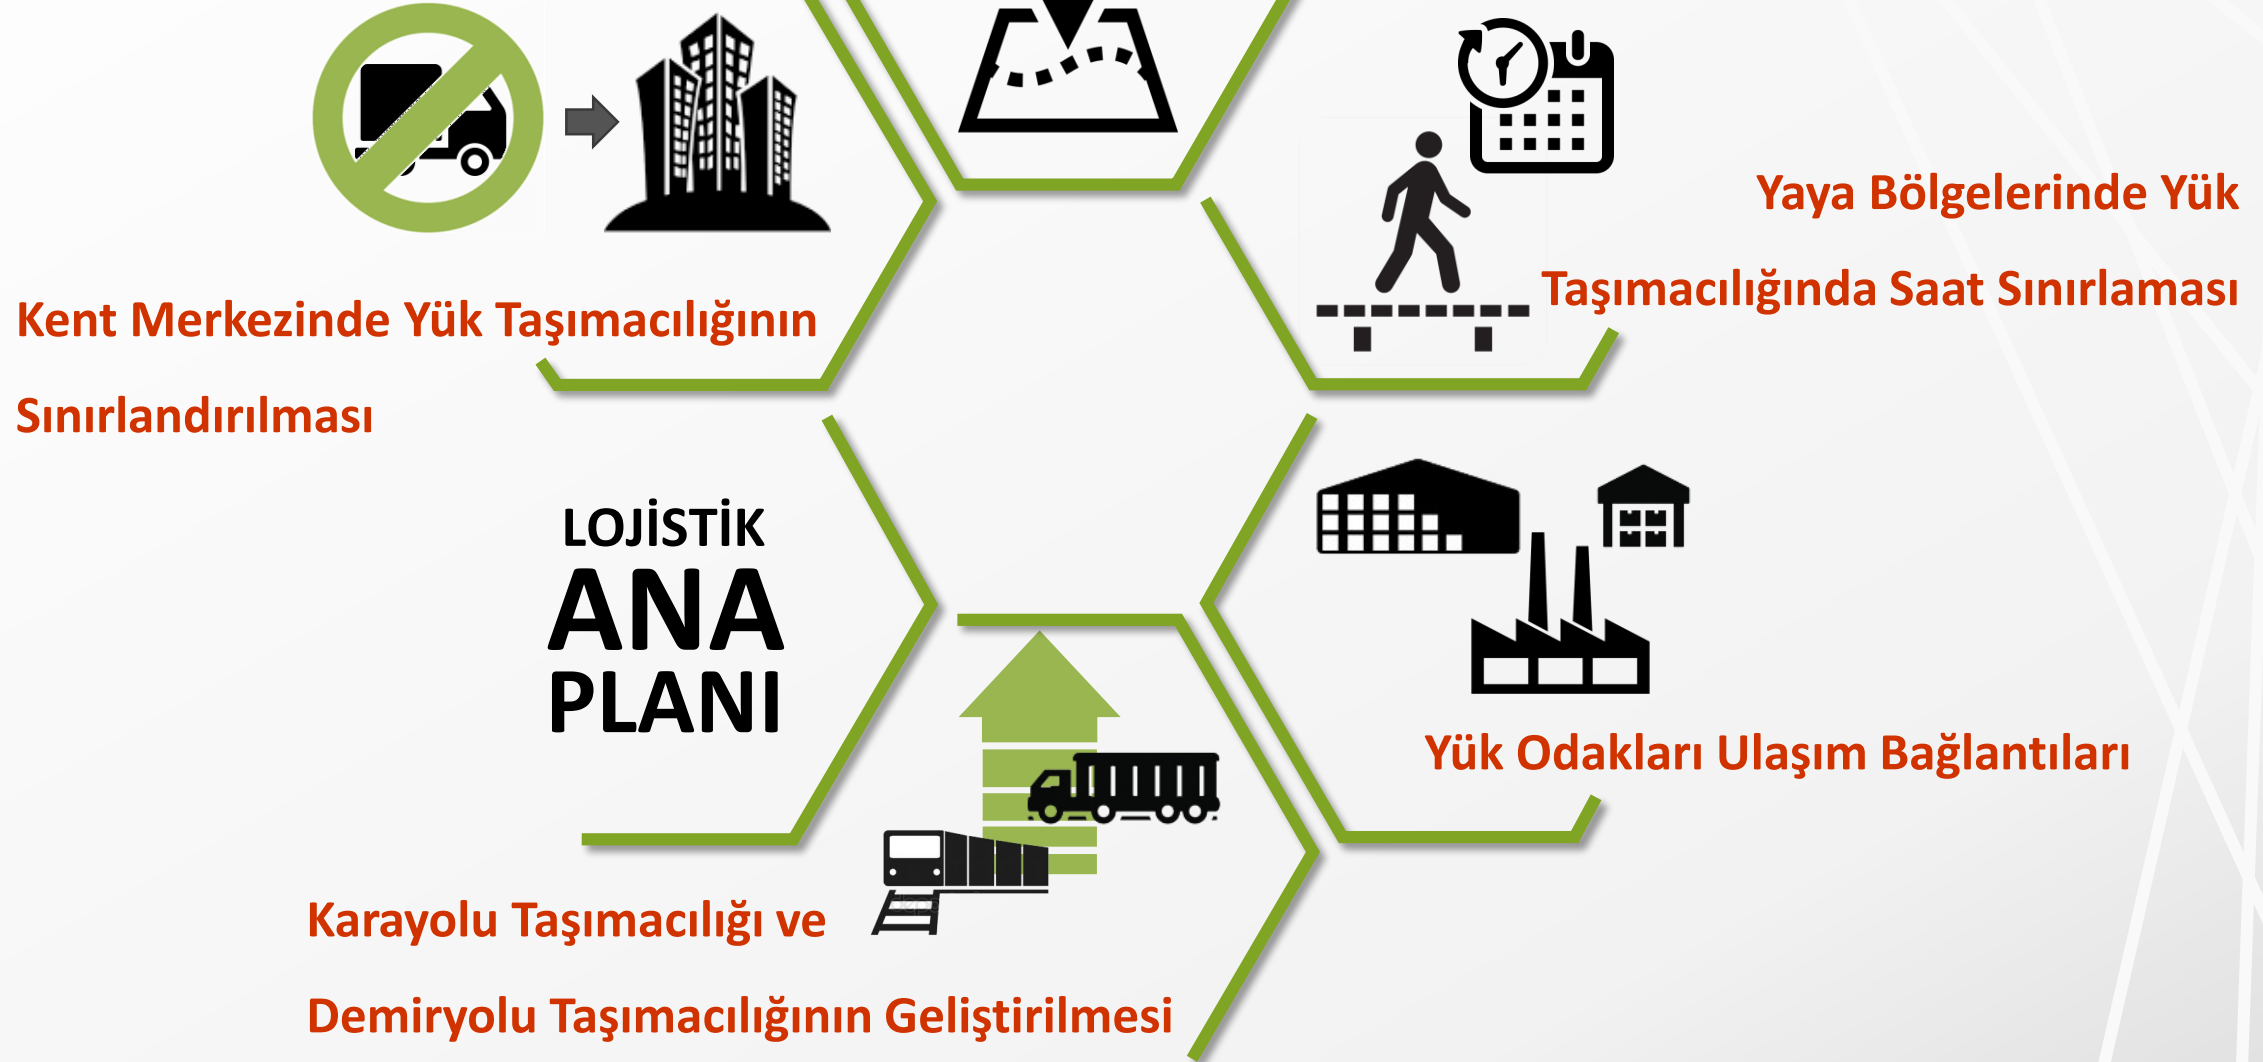 Yaya Bölgelerinde Yük
Taşımacılığında Saat Sınırlaması
Kent Merkezinde Yük Taşımacılığının
Sınırlandırılması
LOJİSTİK
ANA
PLANI
Yük Odakları Ulaşım Bağlantıları
Karayolu Taşımacılığı ve
Demiryolu Taşımacılığının Geliştirilmesi